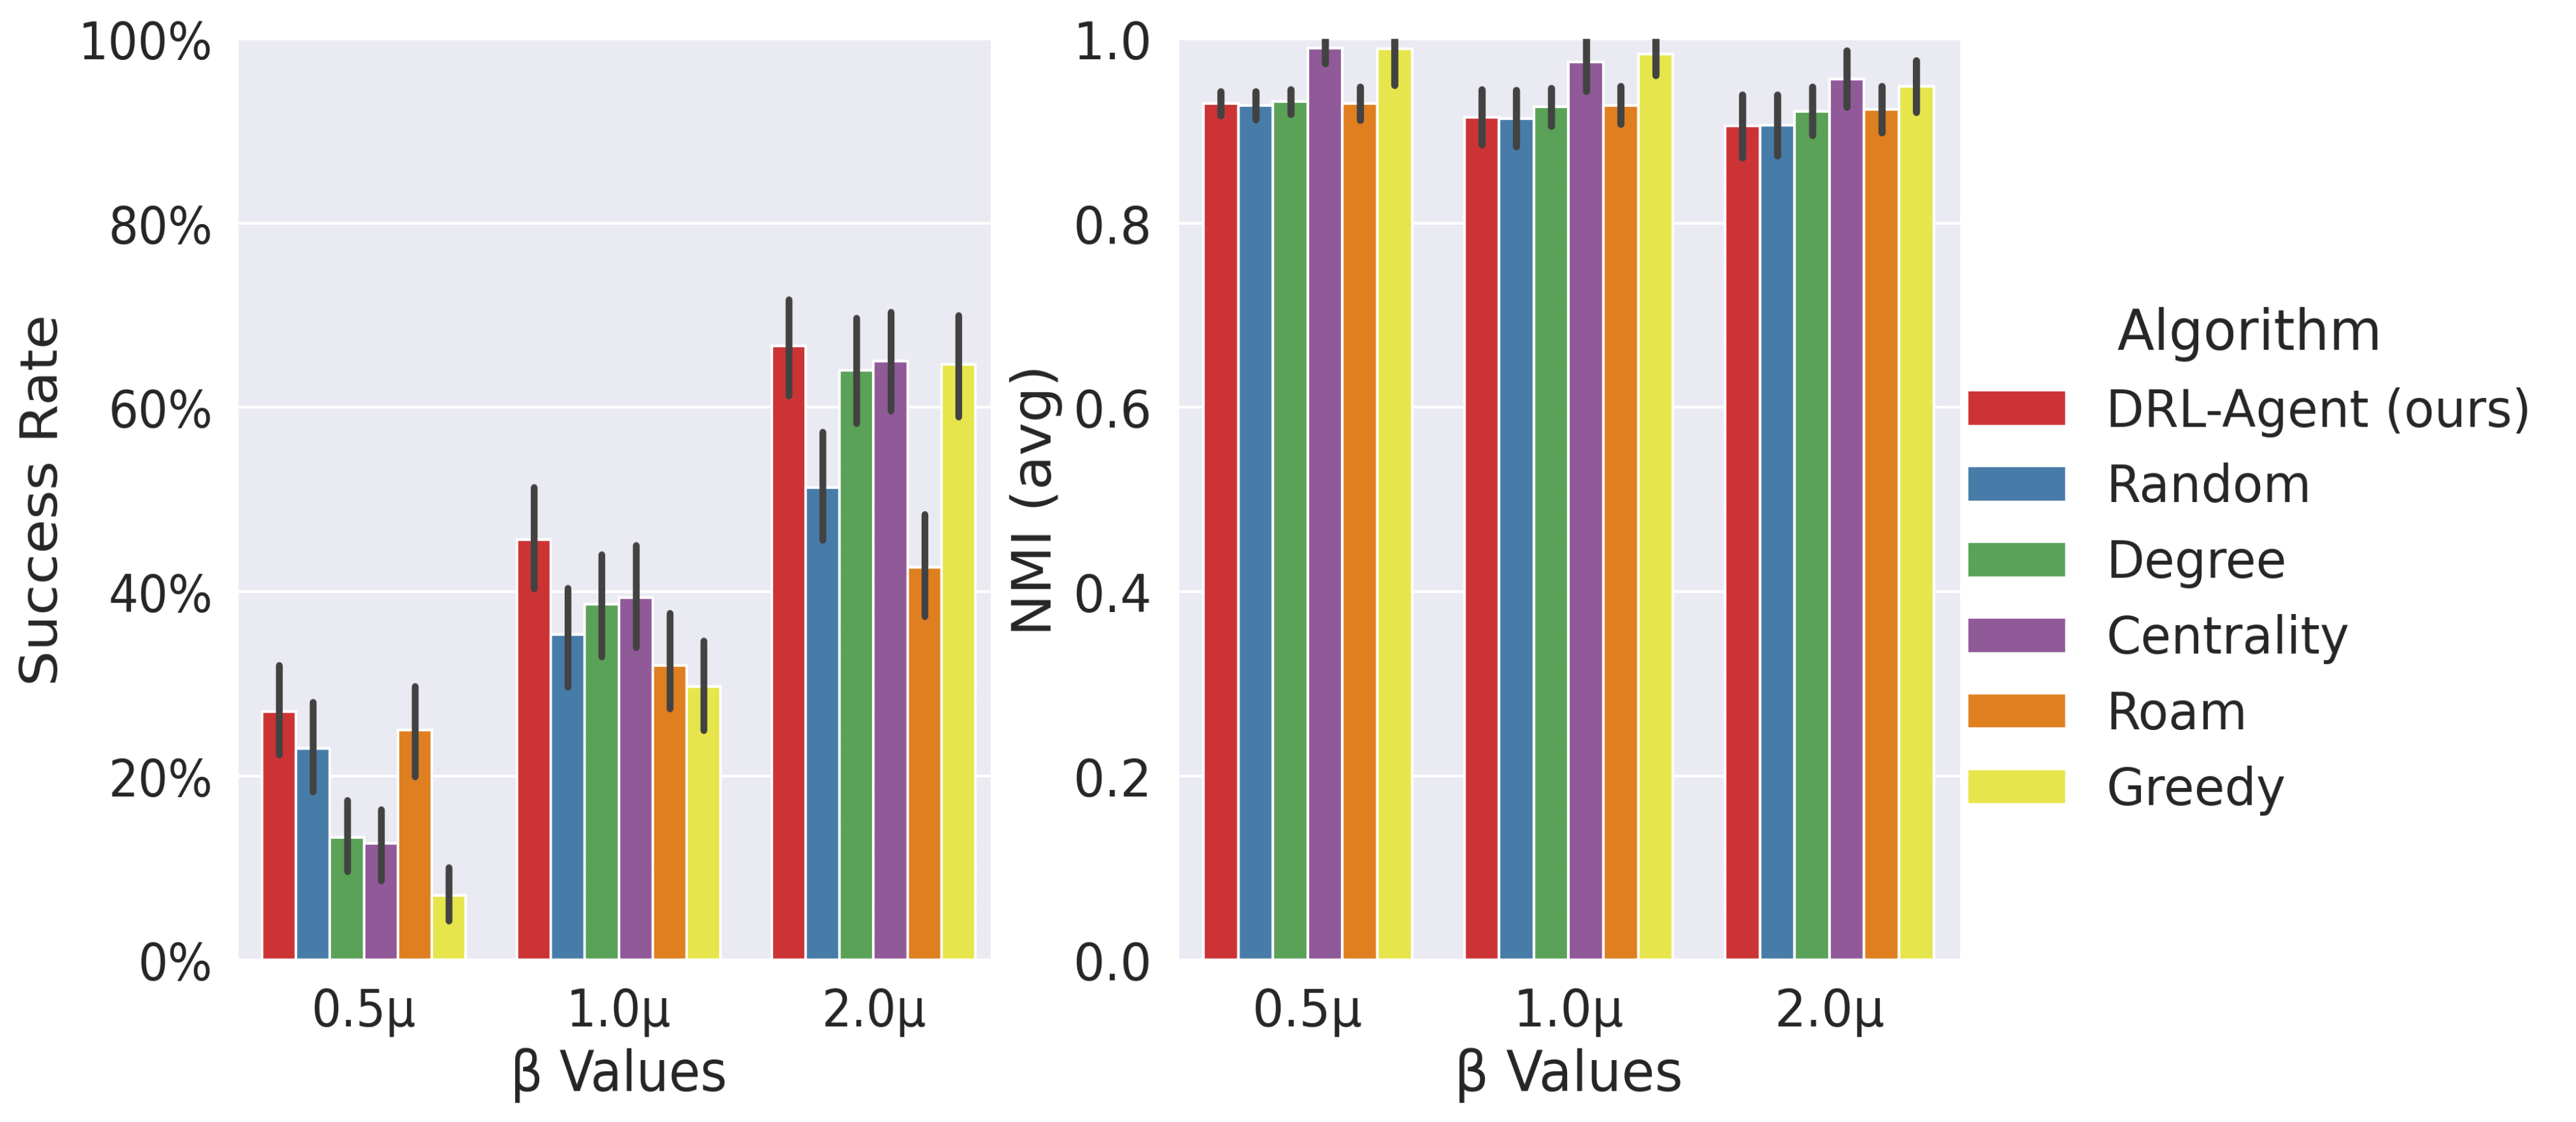 100%
80%
60%
40%
20%
0%
Success Rate
0.5μ 1.0μ 2.0μ
β Values
1.0
0.8
0.6
0.4
0.2
0.0
NMI (avg)
0.5μ 1.0μ 2.0μ
β Values
Algorithm
DRL-Agent (ours)
Random
Degree
Centrality
Roam
Greedy